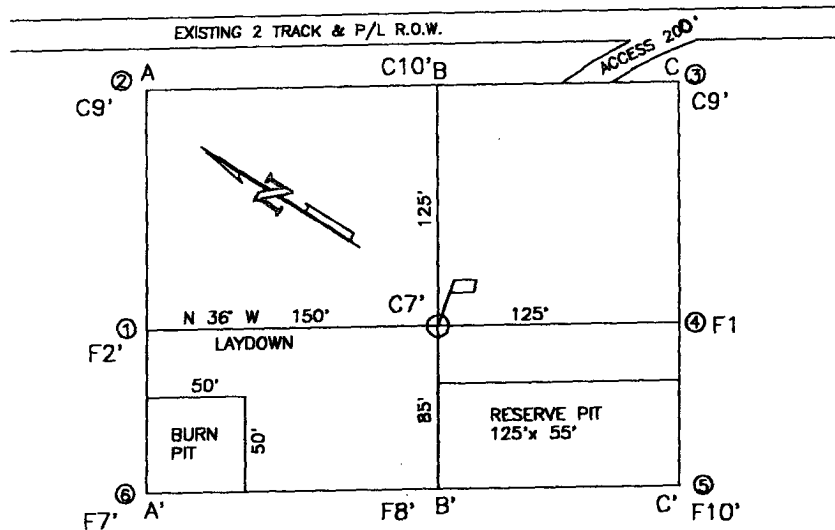 EXISTING 2 TRACK & P/L R.O.W.
ACCESS 200'
② A C10' B C ③
C9' C9'
N
125'
C7'
N 36° W 150' 125'
① ④ F1
F2' LAYDOWN
50'
85'
BURN PIT 50'
RESERVE PIT
125'x 55'
⑥ ⑤
F7' A' F8' B' C' F10'